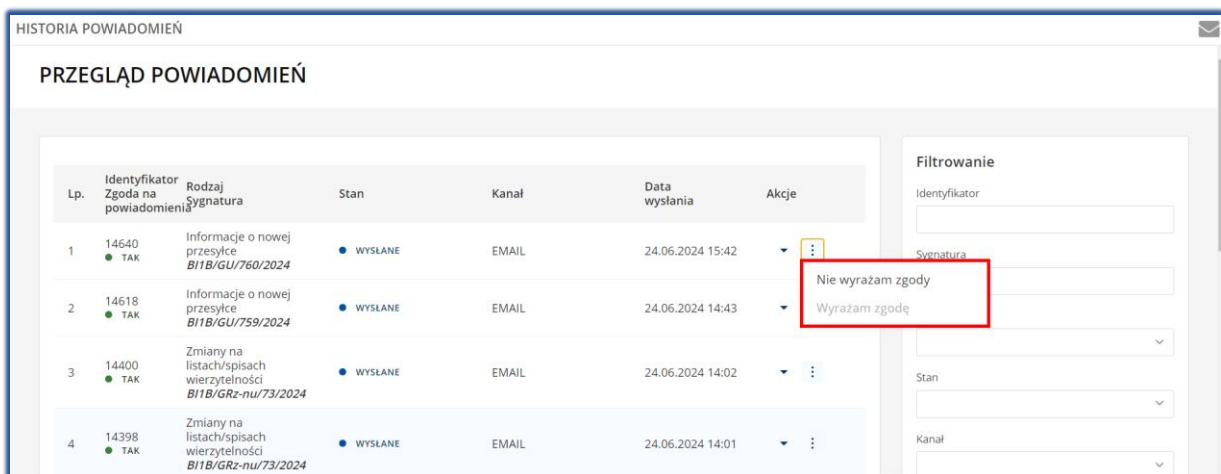 HISTORIA POWIADOMIEŃ
PRZEGLĄD POWIADOMIEŃ
Lp.
Identyfikator
Zgoda na
powiadomienia
Rodzaj
Sygnatura
Stan
Kanał
Data
wysłania
Akcje
1
14640
TAK
Informacje o nowej
przesyłce
BI1B/GU/760/2024
WYSŁANE
EMAIL
24.06.2024 15:42
Nie wyrażam zgody
Wyrażam zgodę
2
14618
TAK
Informacje o nowej
przesyłce
BI1B/GU/759/2024
WYSŁANE
EMAIL
24.06.2024 14:43
3
14400
TAK
Zmiany na
listach/spisach
wierzytelności
BI1B/GRz-nu/73/2024
WYSŁANE
EMAIL
24.06.2024 14:02
4
14398
TAK
Zmiany na
listach/spisach
wierzytelności
BI1B/GRz-nu/73/2024
WYSŁANE
EMAIL
24.06.2024 14:01
Filtrowanie
Identyfikator
Sygnatura
Stan
Kanał